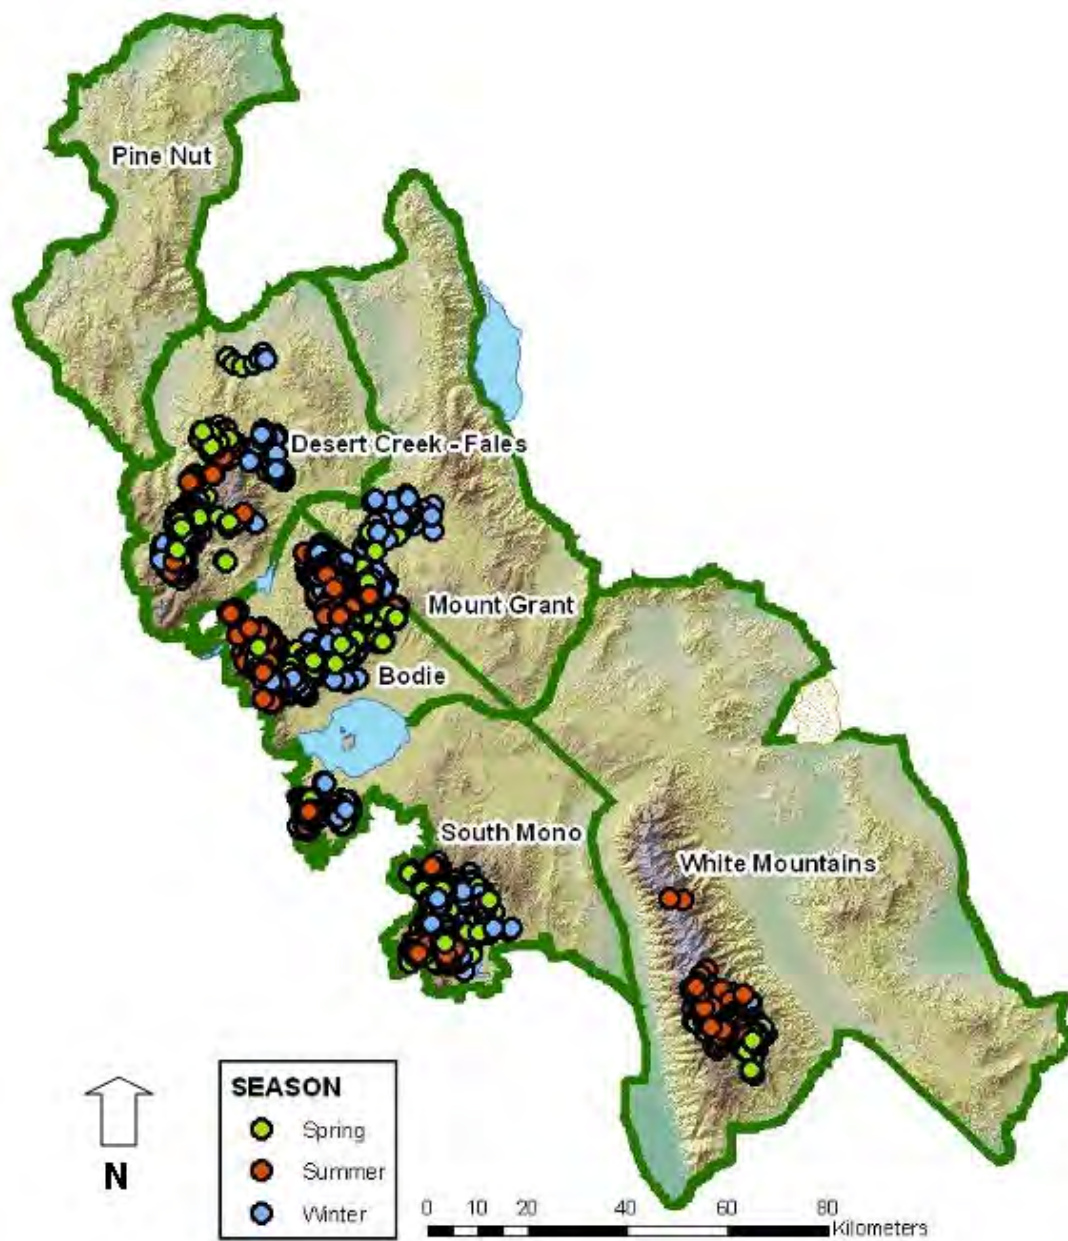 Pine Nut
Desert Creek - Fales
Mount Grant
Bodie
South Mono
White Mountains
SEASON
Spring
Summer
Winter
N
0 10 20 40 60 80
Kilometers